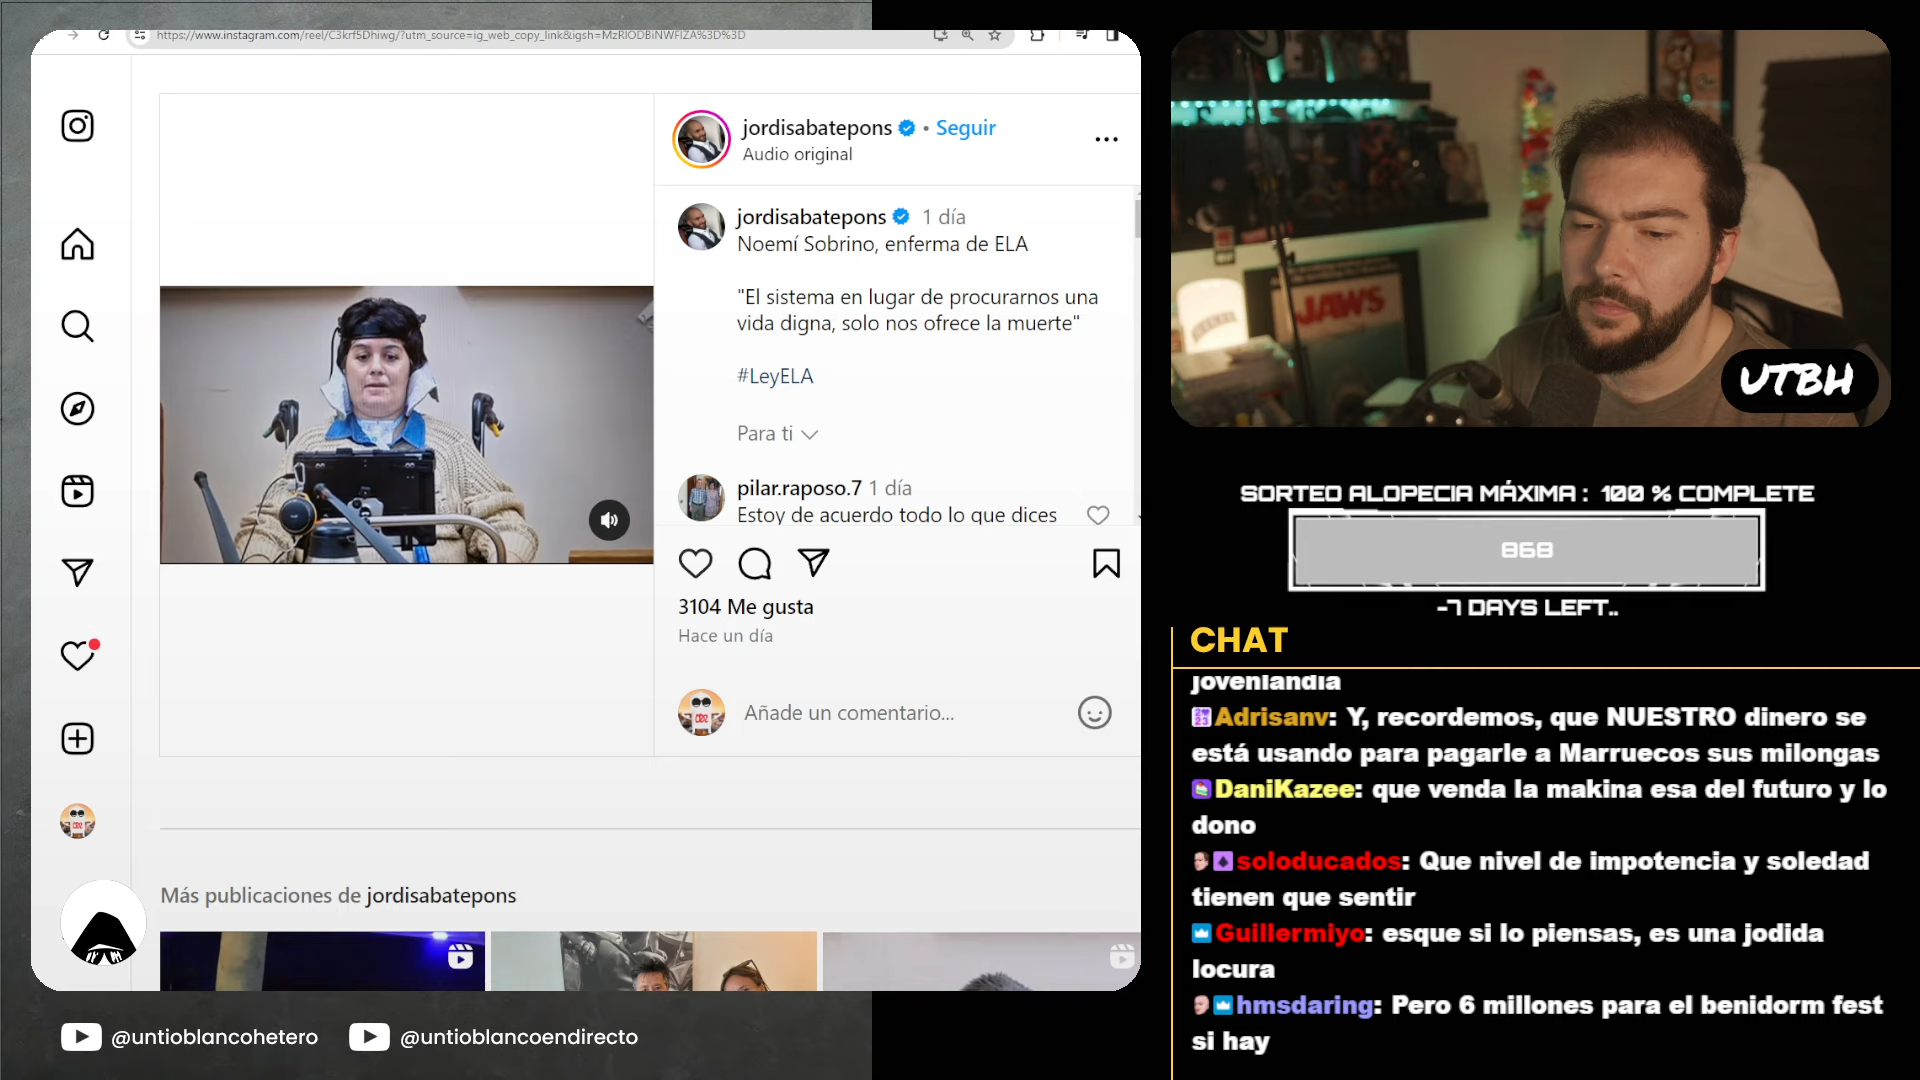 https://www.instagram.com/reel/C3krf5Dhiwg/?utm_source=ig_web_copy_link&igsh=MzRlODBiNWFlZA%3D%3D
jordisabatepons • Seguir
Audio original
jordisabatepons 1 día
Noemí Sobrino, enferma de ELA
"El sistema en lugar de procurarnos una
vida digna, solo nos ofrece la muerte"
#LeyELA
Para ti
pilar.raposo.7 1 día
Estoy de acuerdo todo lo que dices
3104 Me gusta
Hace un día
Añade un comentario...
Más publicaciones de jordisabatepons
@untioblancohetero
@untioblancoendirecto
JAWS
UTBH
SORTEO ALOPECIA MÁXIMA : 100 % COMPLETE
868
-7 DAYS LEFT..
CHAT
jovenlandia
Adrisanv: Y, recordemos, que NUESTRO dinero se
está usando para pagarle a Marruecos sus milongas
DaniKazee: que venda la makina esa del futuro y lo
dono
soloducados: Que nivel de impotencia y soledad
tienen que sentir
Guillermiyo: esque si lo piensas, es una jodida
locura
hmsdaring: Pero 6 millones para el benidorm fest
si hay